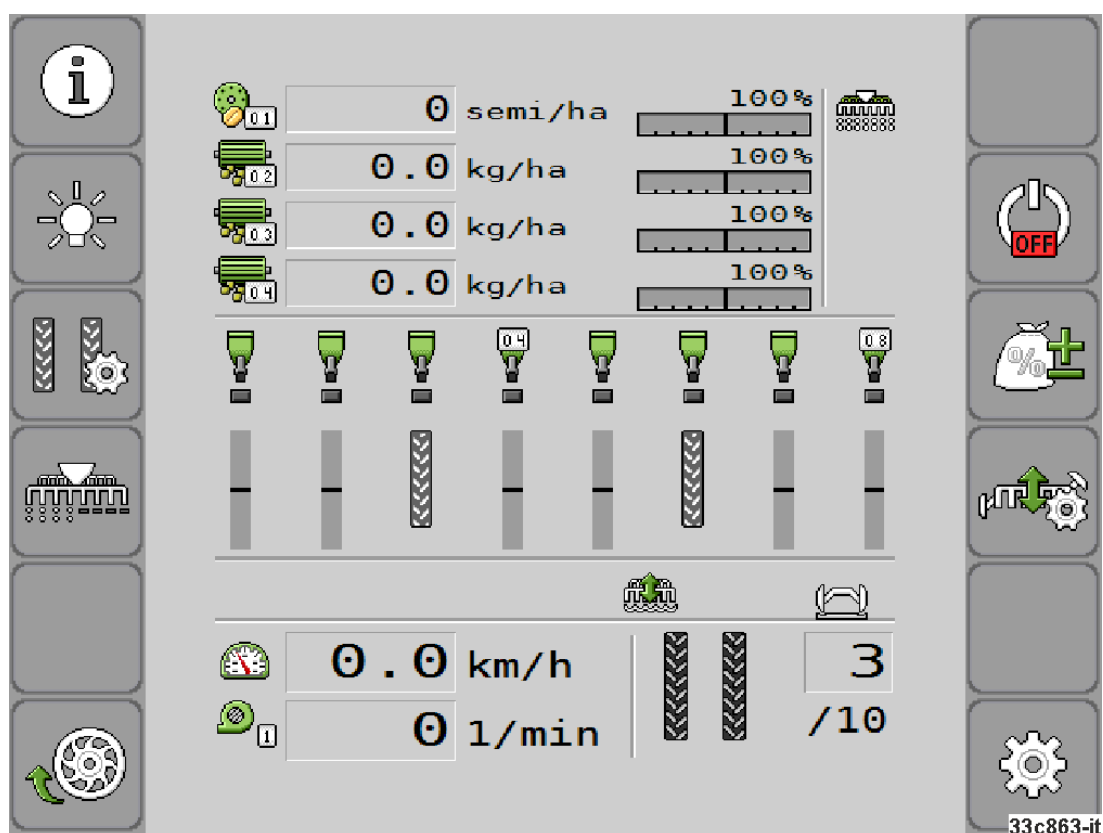 i
100%
01 0 semi/ha
100%
02 0.0 kg/ha
100%
03 0.0 kg/ha
OFF
100%
04 0.0 kg/ha
04 08
%
0.0 km/h 3
1 0 1/min /10
33c863-it